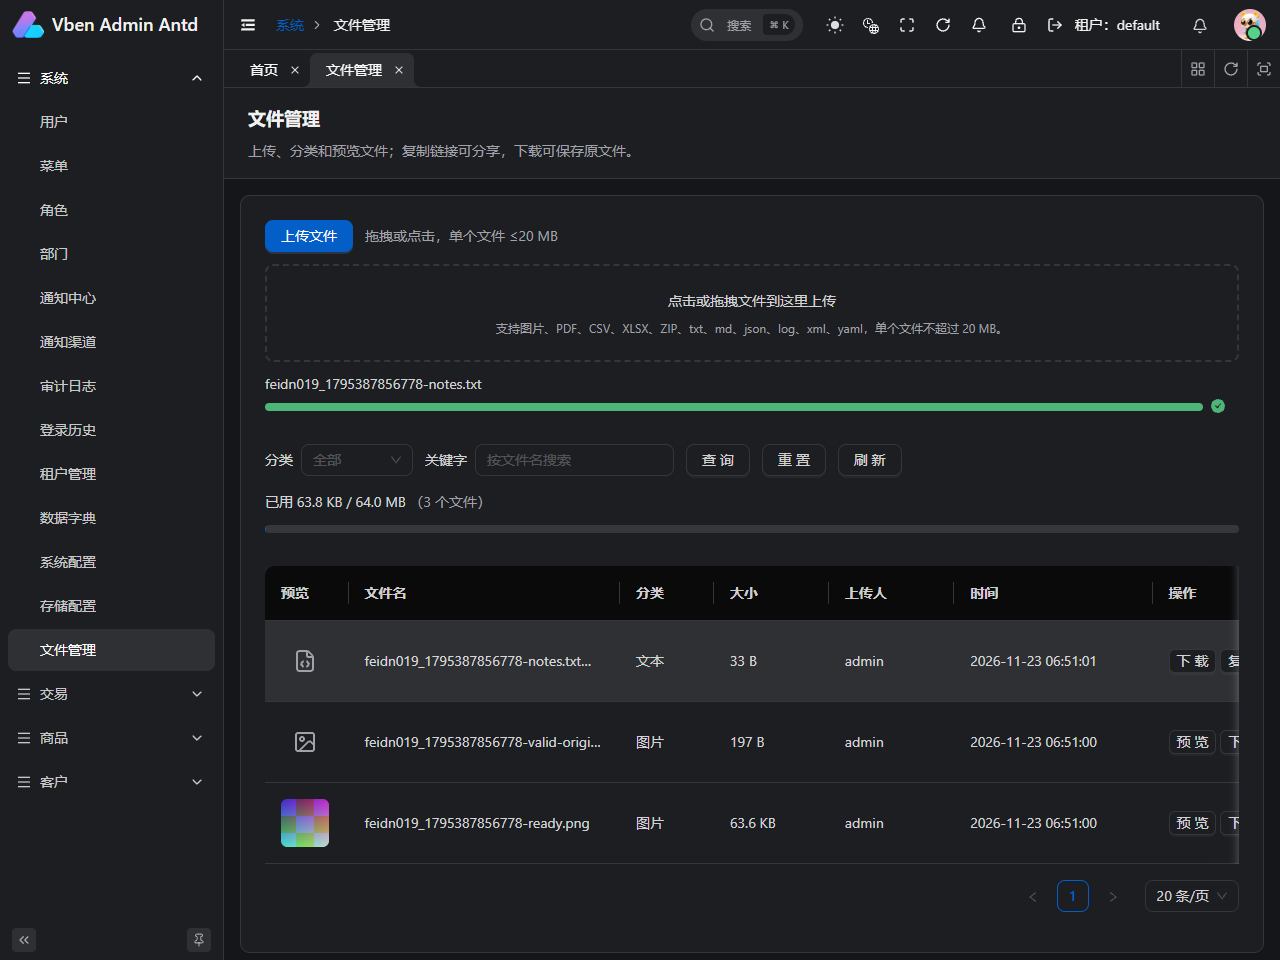 Vben Admin Antd
系统
用户
菜单
角色
部门
通知中心
通知渠道
审计日志
登录历史
租户管理
数据字典
系统配置
存储配置
文件管理
交易
商品
客户
系统 > 文件管理
搜索 ⌘ K
租户：default
首页 × 文件管理 ×
文件管理
上传、分类和预览文件；复制链接可分享，下载可保存原文件。
上传文件 拖拽或点击，单个文件 ≤20 MB
点击或拖拽文件到这里上传
支持图片、PDF、CSV、XLSX、ZIP、txt、md、json、log、xml、yaml，单个文件不超过 20 MB。
feidn019_1795387856778-notes.txt
分类 全部 关键字 按文件名搜索 查 询 重 置 刷 新
已用 63.8 KB / 64.0 MB （3 个文件）
预览 文件名 分类 大小 上传人 时间 操作
feidn019_1795387856778-notes.txt... 文本 33 B admin 2026-11-23 06:51:01 下 载
feidn019_1795387856778-valid-origi... 图片 197 B admin 2026-11-23 06:51:00 预 览 下
feidn019_1795387856778-ready.png 图片 63.6 KB admin 2026-11-23 06:51:00 预 览 下
< 1 > 20 条/页